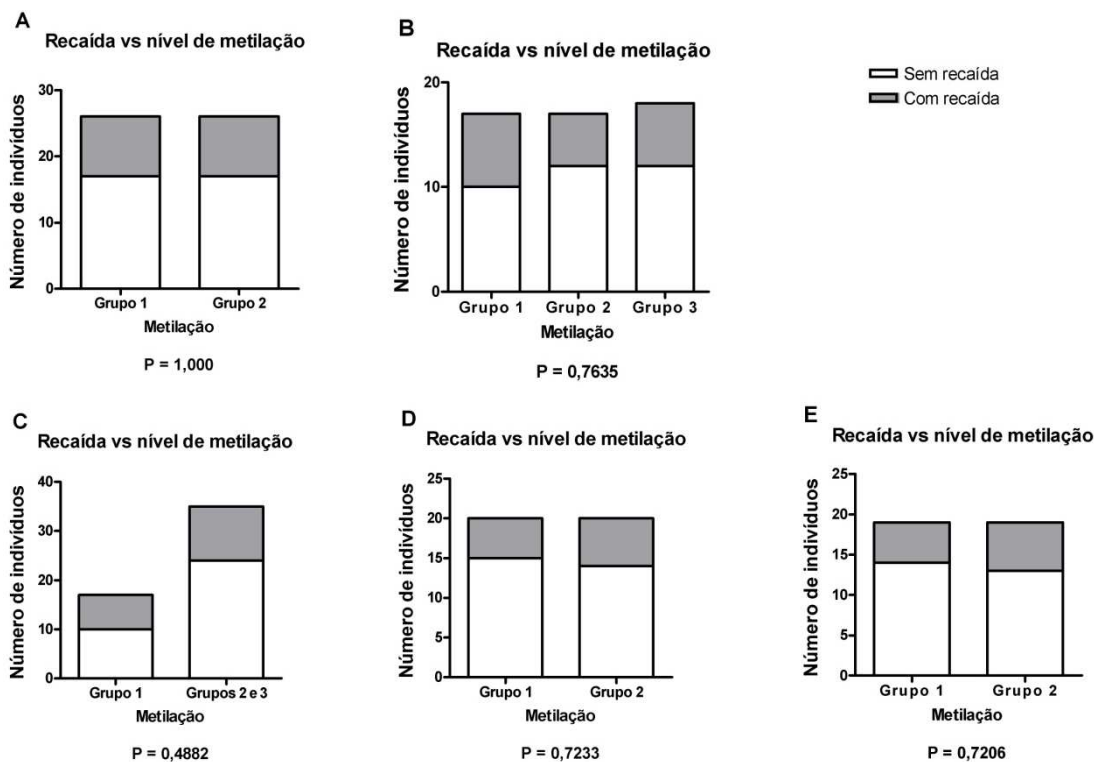 A
Recaída vs nível de metilação
Número de indivíduos
30
20
10
0
Grupo 1 Grupo 2
Metilação
P = 1,000
B
Recaída vs nível de metilação
Número de indivíduos
20
10
0
Grupo 1 Grupo 2 Grupo 3
Metilação
P = 0,7635
Sem recaída
Com recaída
C
Recaída vs nível de metilação
Número de indivíduos
40
30
20
10
0
Grupo 1 Grupos 2 e 3
Metilação
P = 0,4882
D
Recaída vs nível de metilação
Número de indivíduos
25
20
15
10
5
0
Grupo 1 Grupo 2
Metilação
P = 0,7233
E
Recaída vs nível de metilação
Número de indivíduos
25
20
15
10
5
0
Grupo 1 Grupo 2
Metilação
P = 0,7206